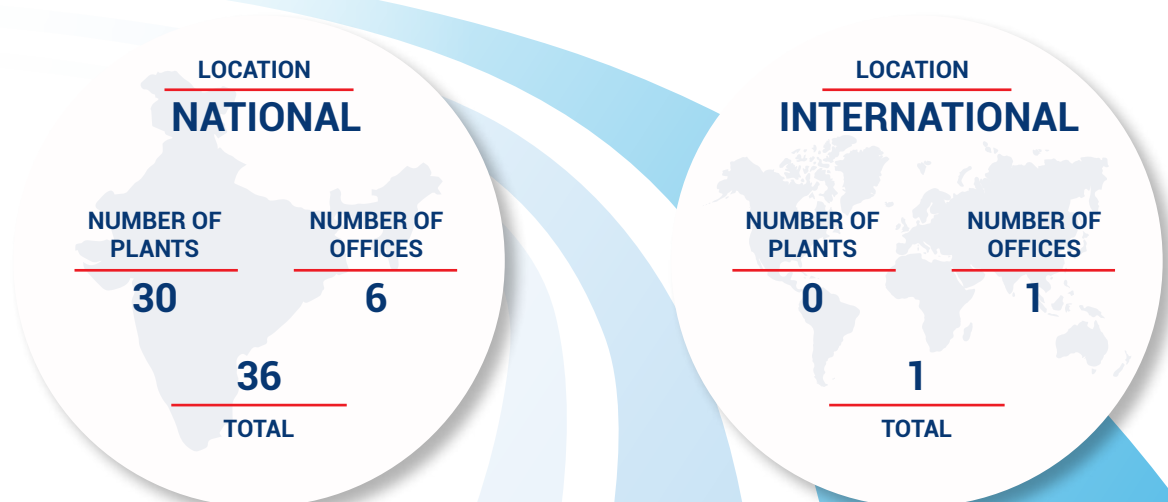 LOCATION
NATIONAL
NUMBER OF
PLANTS
30
NUMBER OF
OFFICES
6
36
TOTAL
LOCATION
INTERNATIONAL
NUMBER OF
PLANTS
0
NUMBER OF
OFFICES
1
1
TOTAL